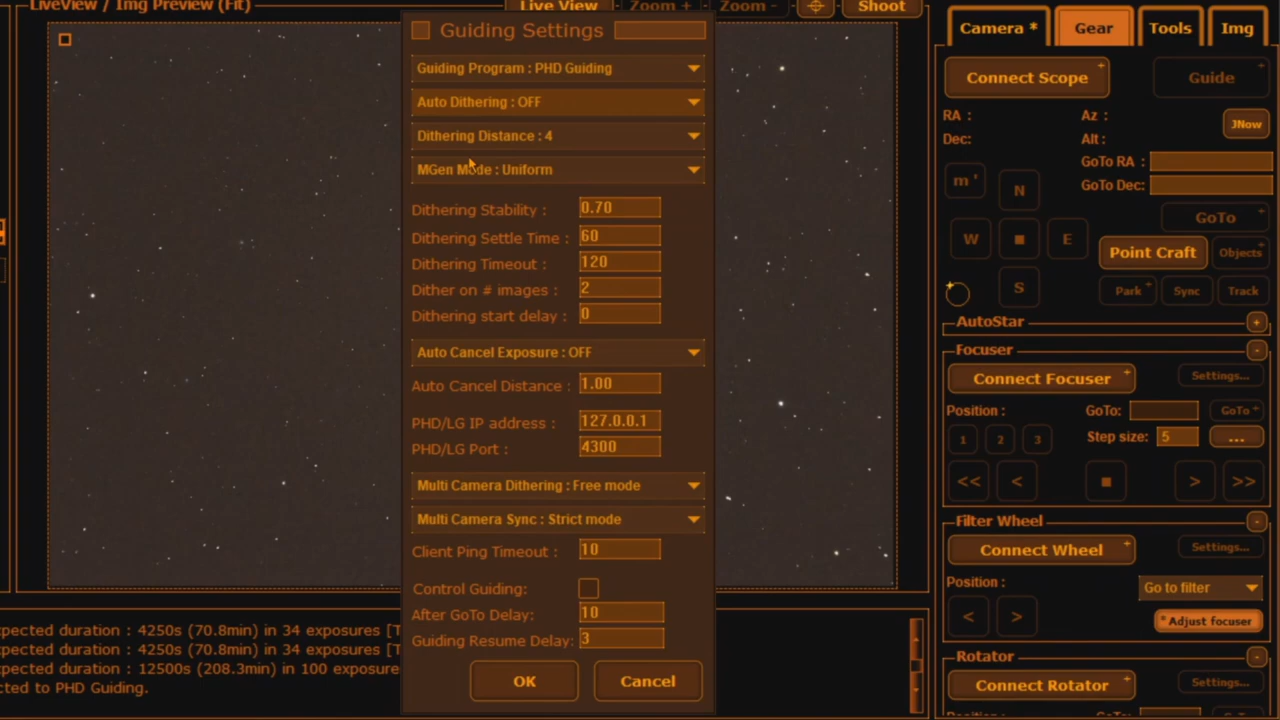 LiveView / Img Preview (Fit)
Live View
Zoom +
Zoom -
Shoot
Guiding Settings
Guiding Program : PHD Guiding
Auto Dithering : OFF
Dithering Distance : 4
MGen Mode : Uniform
Dithering Stability : 0.70
Dithering Settle Time : 60
Dithering Timeout : 120
Dither on # images : 2
Dithering start delay : 0
Auto Cancel Exposure : OFF
Auto Cancel Distance : 1.00
PHD/LG IP address : 127.0.0.1
PHD/LG Port : 4300
Multi Camera Dithering : Free mode
Multi Camera Sync : Strict mode
Client Ping Timeout : 10
Control Guiding:
After GoTo Delay: 10
Guiding Resume Delay: 3
OK
Cancel
Camera *
Gear
Tools
Img
Connect Scope +
Guide +
RA :
Az :
JNow
Dec:
Alt :
GoTo RA :
GoTo Dec:
m '
N
W
E
S
GoTo +
Point Craft
Objects +
Park +
Sync
Track
AutoStar
+
Focuser
-
Connect Focuser +
Settings...
Position :
GoTo:
GoTo +
1
2
3
Step size: 5
...
<<
<
>
>>
Filter Wheel
-
Connect Wheel +
Settings...
Position :
Go to filter
<
>
* Adjust focuser
Rotator
-
Connect Rotator +
Settings...
pected duration : 4250s (70.8min) in 34 exposures [T
pected duration : 4250s (70.8min) in 34 exposures [T
pected duration : 12500s (208.3min) in 100 exposure
cted to PHD Guiding.